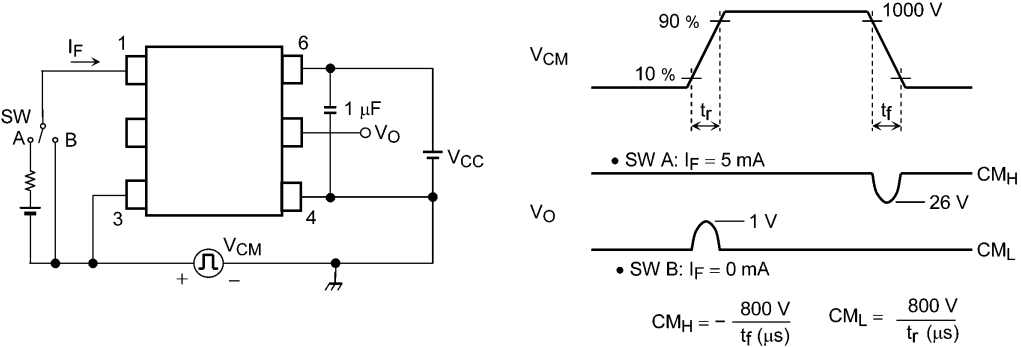 I_F
1
6
SW
A
B
1 μF
V_O
V_CC
3
4
V_CM
+
−
V_CM
90 %
10 %
1000 V
t_r
t_f
• SW A: I_F = 5 mA
CM_H
26 V
V_O
1 V
CM_L
• SW B: I_F = 0 mA
CM_H = − 800 V / t_f (μs)
CM_L = 800 V / t_r (μs)